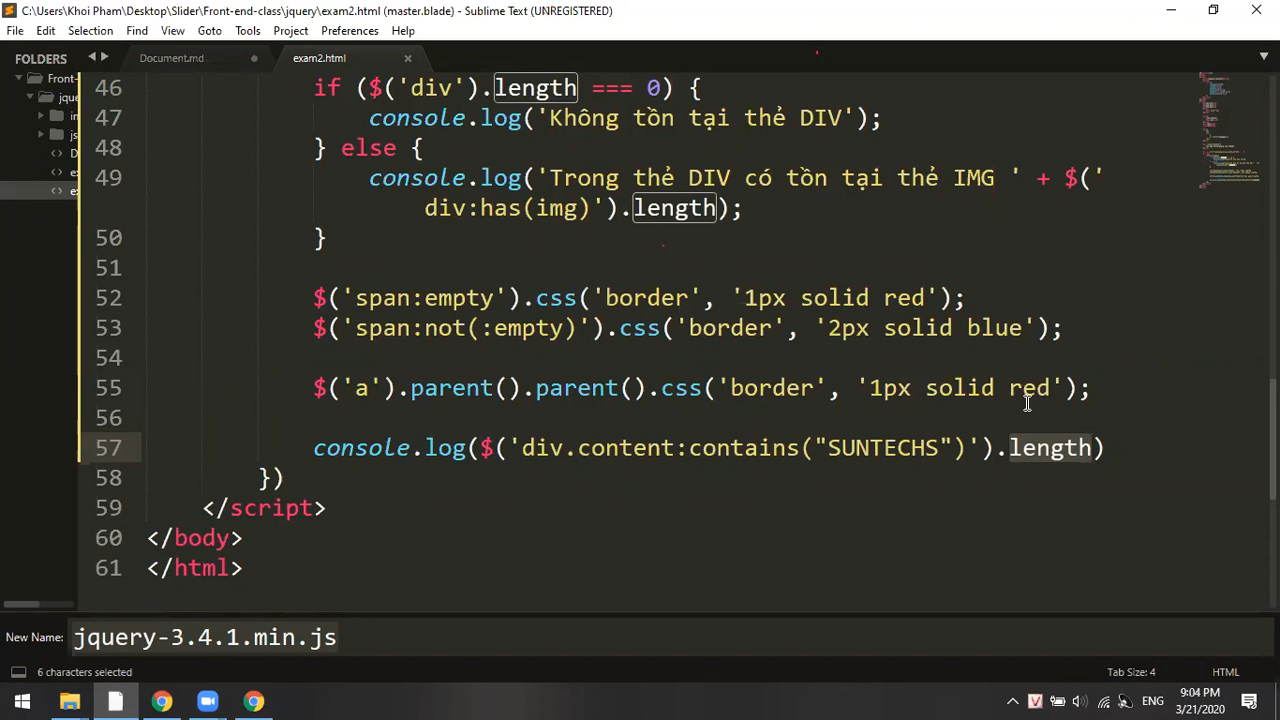 C:\Users\Khoi Pham\Desktop\Slider\Front-end-class\jquery\exam2.html (master.blade) - Sublime Text (UNREGISTERED)
File Edit Selection Find View Goto Tools Project Preferences Help
FOLDERS
Document.md
exam2.html
Front-
jque
im
js
D
ex
ex
46 if ($('div').length === 0) {
47 console.log('Không tồn tại thẻ DIV');
48 } else {
49 console.log('Trong thẻ DIV có tồn tại thẻ IMG ' + $('
div:has(img)').length);
50 }
51
52 $('span:empty').css('border', '1px solid red');
53 $('span:not(:empty)').css('border', '2px solid blue');
54
55 $('a').parent().parent().css('border', '1px solid red');
56
57 console.log($('div.content:contains("SUNTECHS")').length)
58 })
59 </script>
60 </body>
61 </html>
New Name: jquery-3.4.1.min.js
6 characters selected
Tab Size: 4
HTML
ENG
9:04 PM
3/21/2020